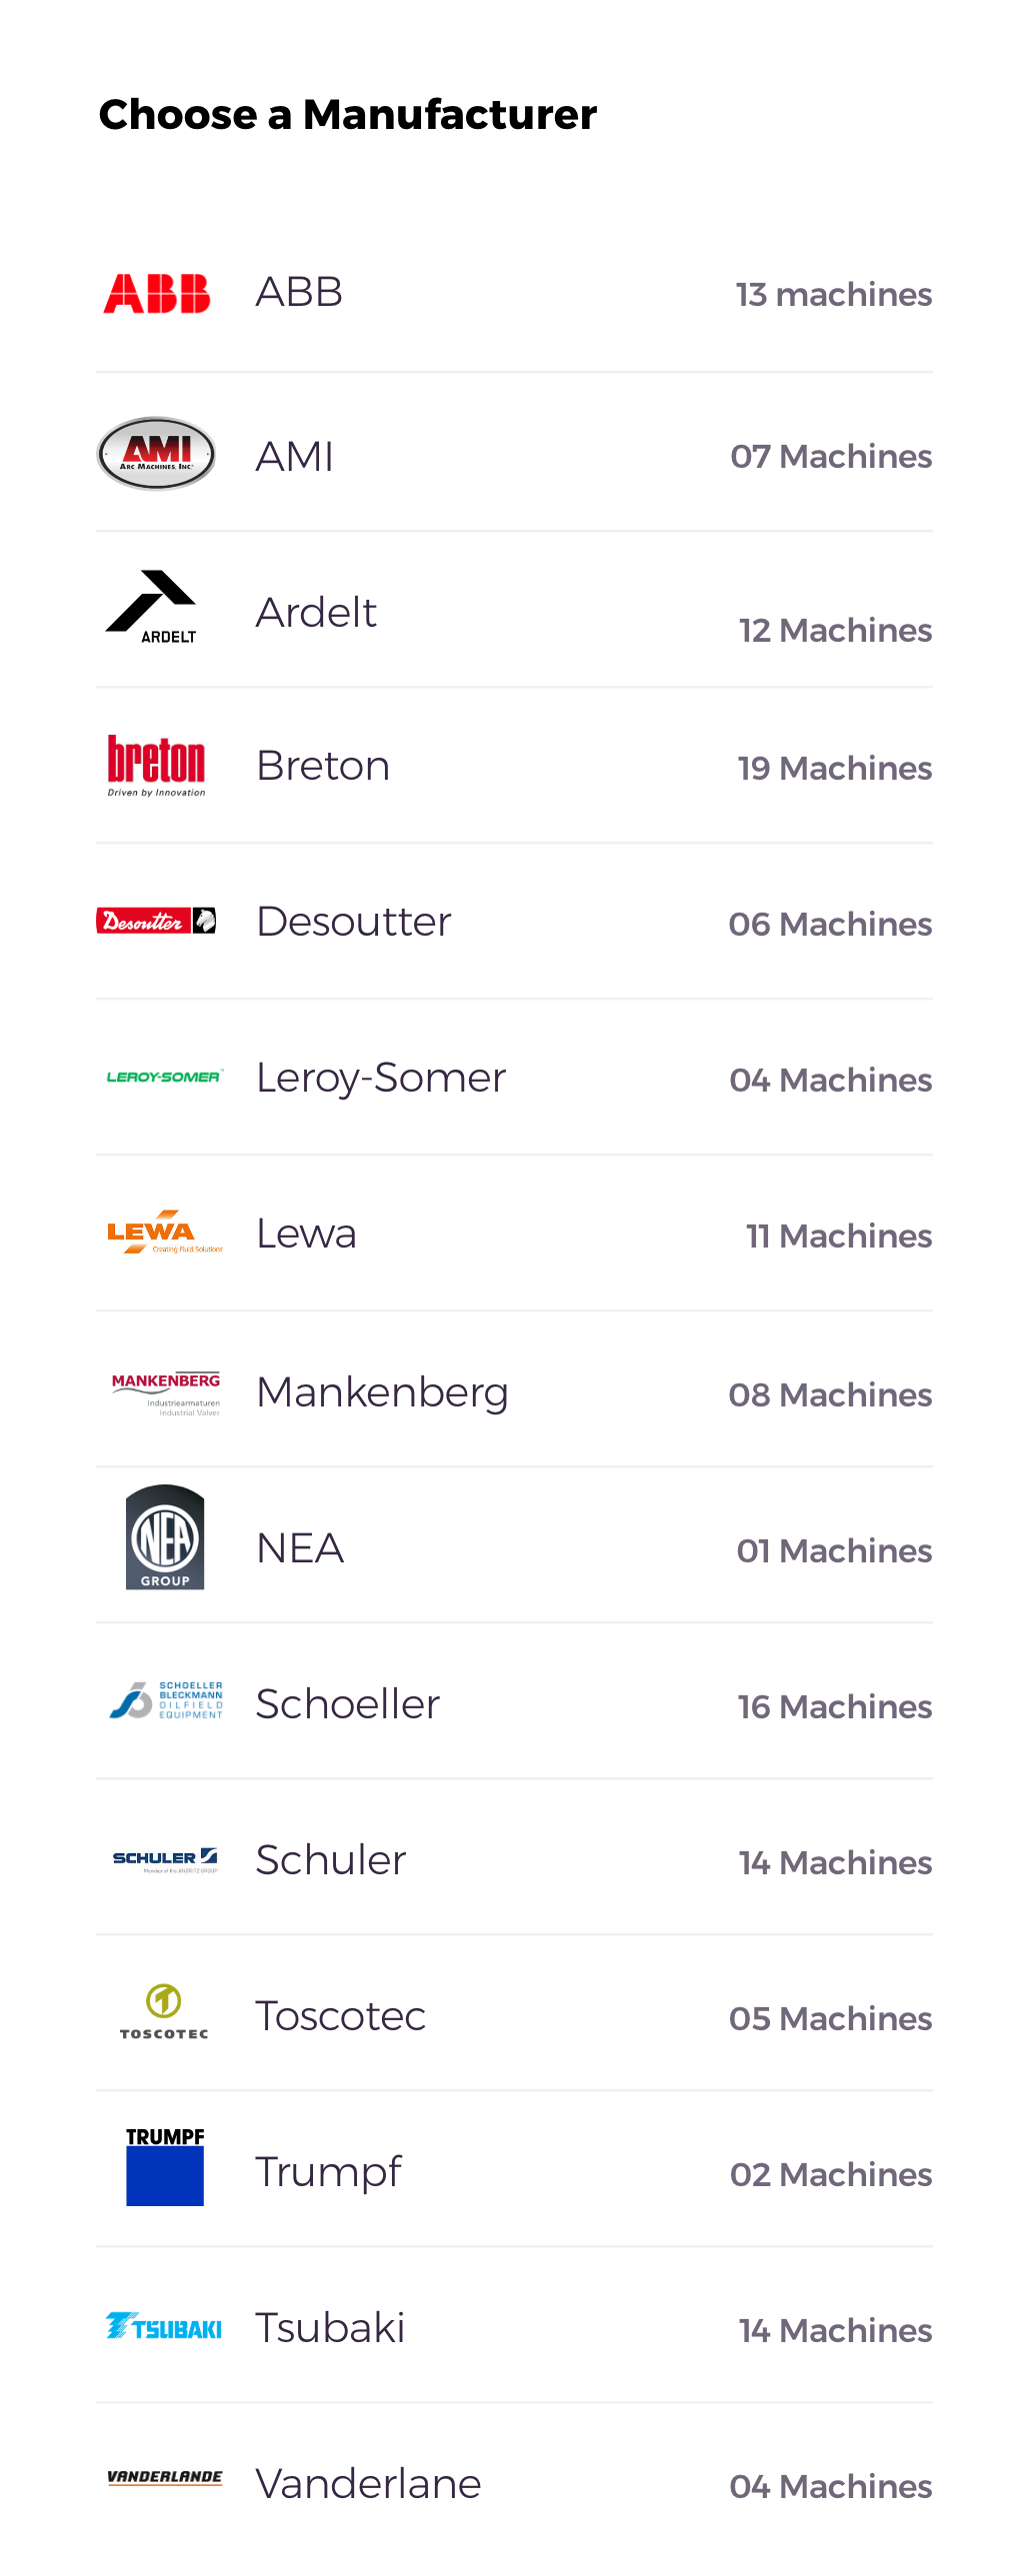 Choose a Manufacturer
ABB
ABB
13 machines
AMI
ARC MACHINES, INC.
AMI
07 Machines
ARDELT
Ardelt
12 Machines
breton
Driven by Innovation
Breton
19 Machines
Desoutter
Desoutter
06 Machines
LEROY-SOMER™
Leroy-Somer
04 Machines
LEWA
Creating Fluid Solutions
Lewa
11 Machines
MANKENBERG
Industriearmaturen
Industrial Valves
Mankenberg
08 Machines
NEA
GROUP
NEA
01 Machines
SCHOELLER
BLECKMANN
OILFIELD
EQUIPMENT
Schoeller
16 Machines
SCHULER
Member of the ANDRITZ GROUP
Schuler
14 Machines
TOSCOTEC
Toscotec
05 Machines
TRUMPF
Trumpf
02 Machines
TSUBAKI
Tsubaki
14 Machines
VANDERLANDE
Vanderlane
04 Machines